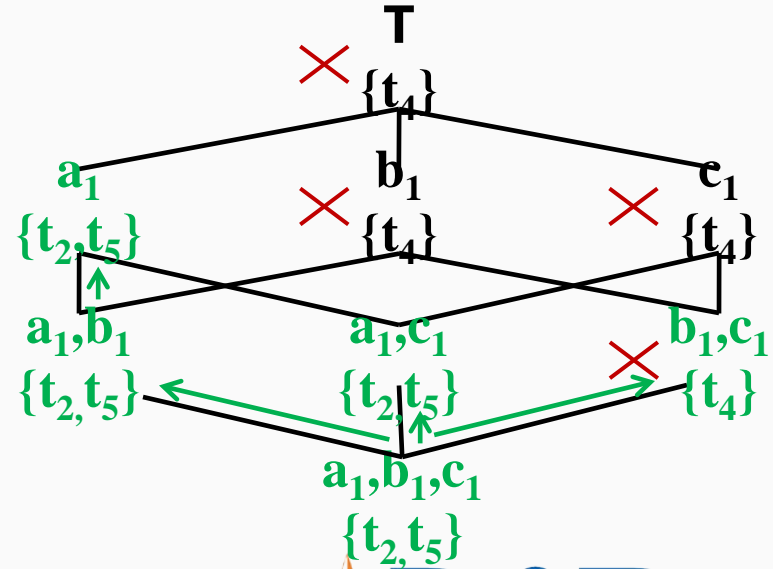 T
{t₄}
a₁ b₁ c₁
{t₂,t₅} {t₄} {t₄}
a₁,b₁ a₁,c₁ b₁,c₁
{t₂,t₅} {t₂,t₅} {t₄}
a₁,b₁,c₁
{t₂,t₅}